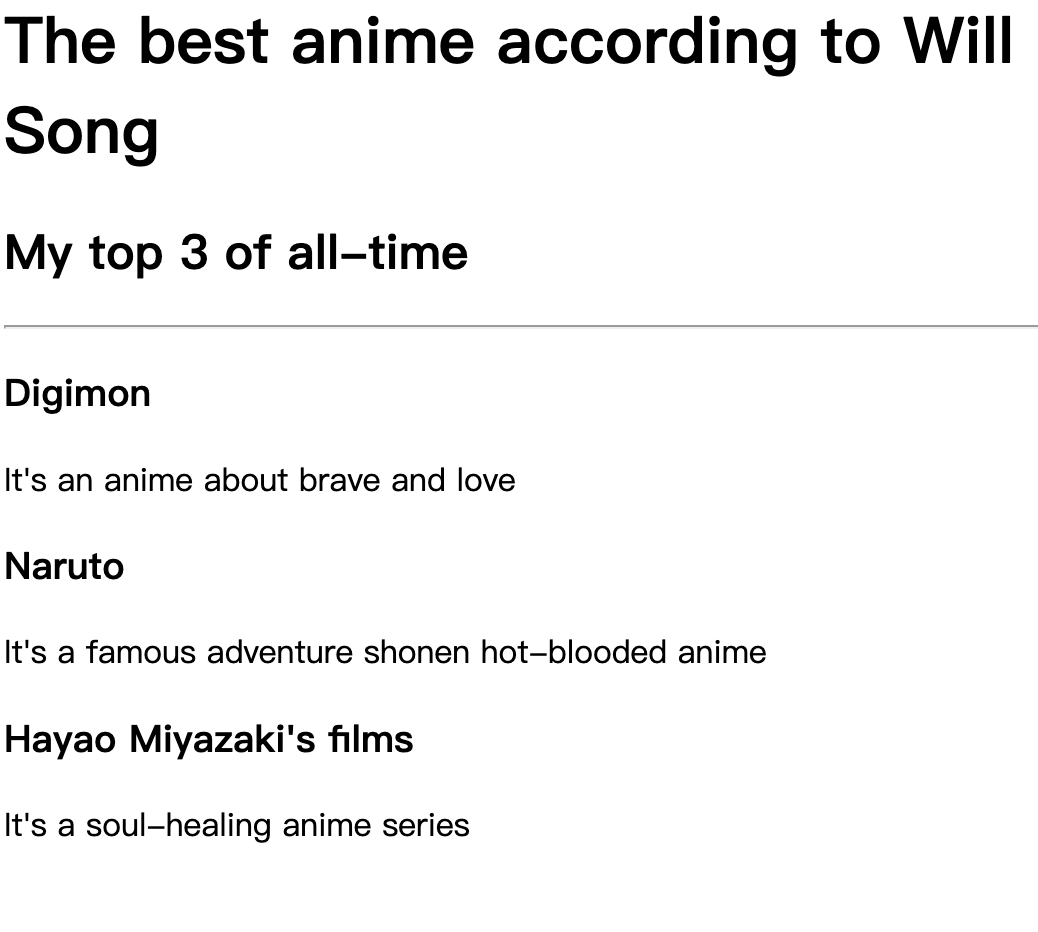 The best anime according to Will
Song
My top 3 of all-time
Digimon
It's an anime about brave and love
Naruto
It's a famous adventure shonen hot-blooded anime
Hayao Miyazaki's films
It's a soul-healing anime series